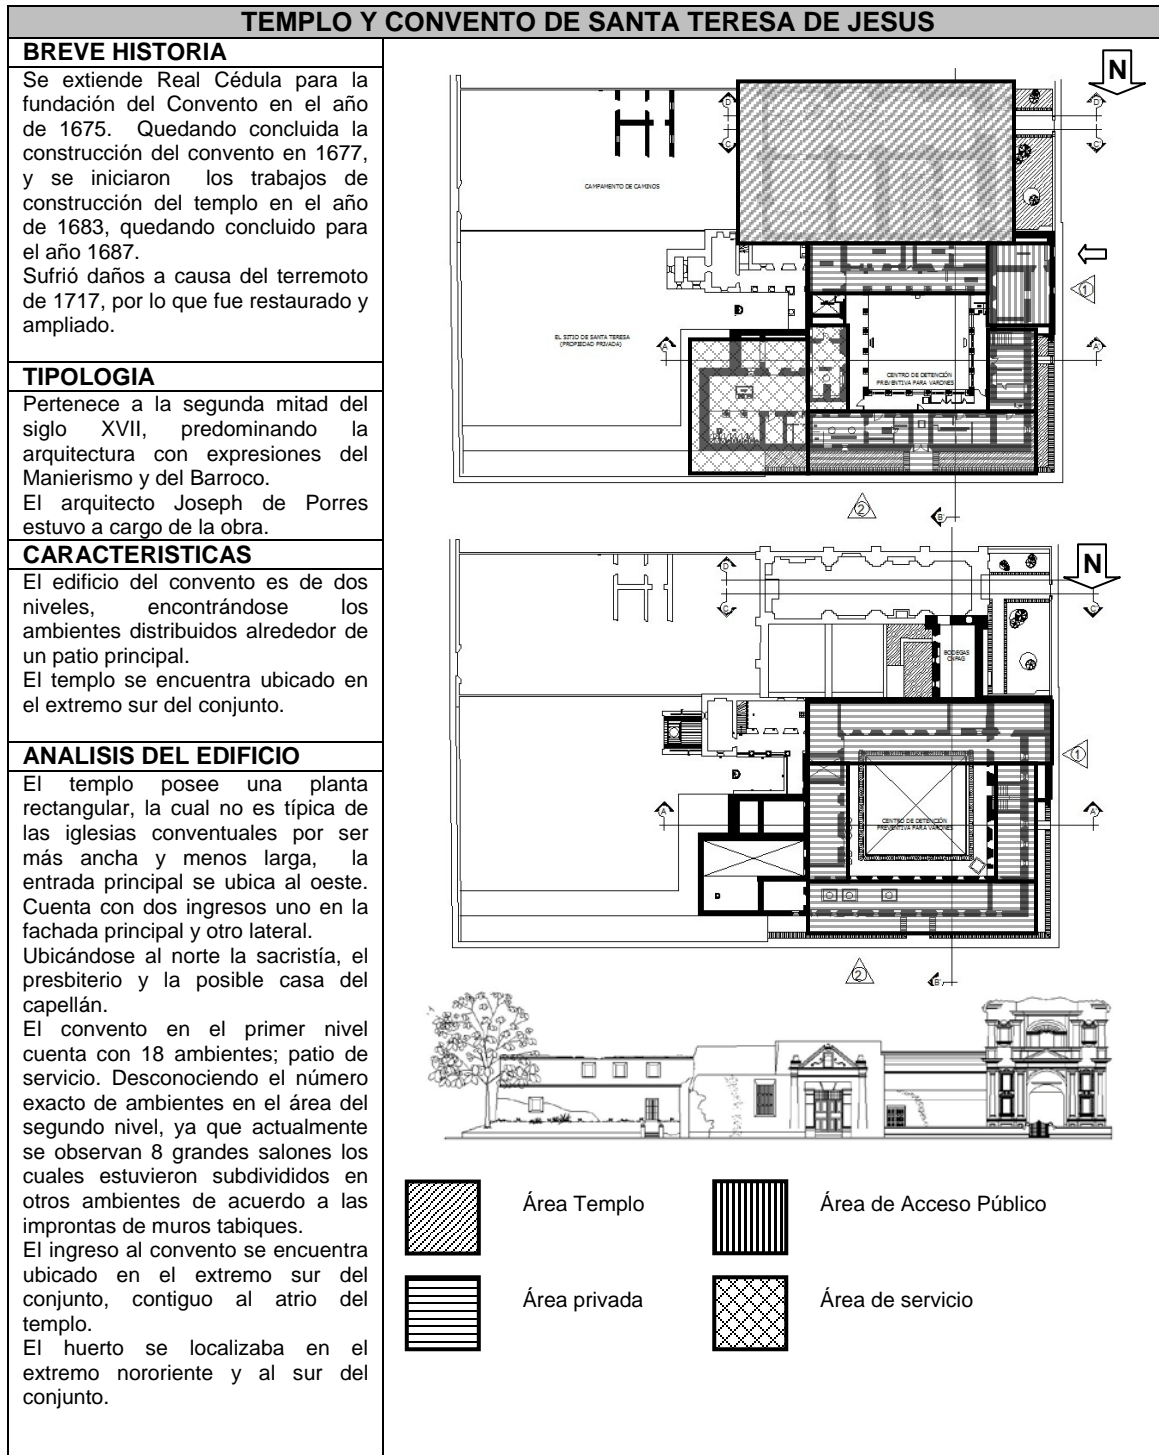 TEMPLO Y CONVENTO DE SANTA TERESA DE JESUS
BREVE HISTORIA
Se extiende Real Cédula para la
fundación del Convento en el año
de 1675. Quedando concluida la
construcción del convento en 1677,
y se iniciaron los trabajos de
construcción del templo en el año
de 1683, quedando concluido para
el año 1687.
Sufrió daños a causa del terremoto
de 1717, por lo que fue restaurado y
ampliado.
TIPOLOGIA
Pertenece a la segunda mitad del
siglo XVII, predominando la
arquitectura con expresiones del
Manierismo y del Barroco.
El arquitecto Joseph de Porres
estuvo a cargo de la obra.
CARACTERISTICAS
El edificio del convento es de dos
niveles, encontrándose los
ambientes distribuidos alrededor de
un patio principal.
El templo se encuentra ubicado en
el extremo sur del conjunto.
ANALISIS DEL EDIFICIO
El templo posee una planta
rectangular, la cual no es típica de
las iglesias conventuales por ser
más ancha y menos larga, la
entrada principal se ubica al oeste.
Cuenta con dos ingresos uno en la
fachada principal y otro lateral.
Ubicándose al norte la sacristía, el
presbiterio y la posible casa del
capellán.
El convento en el primer nivel
cuenta con 18 ambientes; patio de
servicio. Desconociendo el número
exacto de ambientes en el área del
segundo nivel, ya que actualmente
se observan 8 grandes salones los
cuales estuvieron subdivididos en
otros ambientes de acuerdo a las
improntas de muros tabiques.
El ingreso al convento se encuentra
ubicado en el extremo sur del
conjunto, contiguo al atrio del
templo.
El huerto se localizaba en el
extremo nororiente y al sur del
conjunto.
N
D
D
C
C
CAMPAMENTO DE CAMINOS
1
EL SITIO DE SANTA TERESA
(PROPIEDAD PRIVADA)
A
A'
CENTRO DE DETENCIÓN
PREVENTIVA PARA VARONES
2
B'
N
D
C
C
BODEGAS
CNPAG
1
A
A'
CENTRO DE DETENCIÓN
PREVENTIVA PARA VARONES
2
B'
Área Templo
Área de Acceso Público
Área privada
Área de servicio